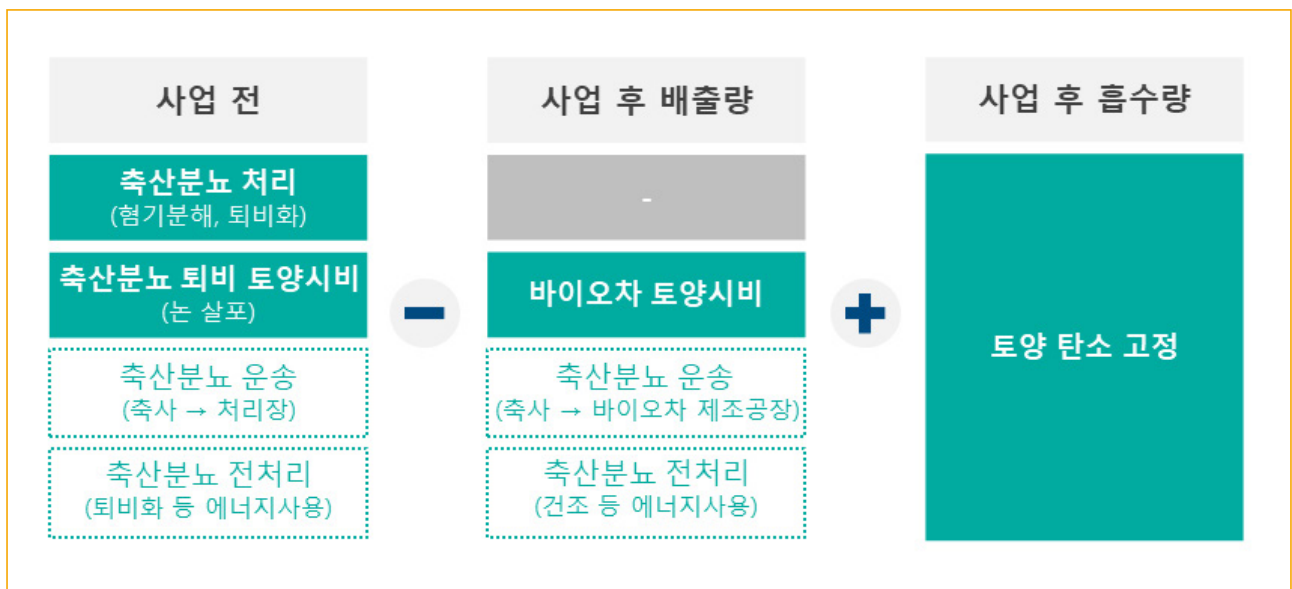 사업 전
축산분뇨 처리
(혐기분해, 퇴비화)
축산분뇨 퇴비 토양시비
(논 살포)
축산분뇨 운송
(축사 → 처리장)
축산분뇨 전처리
(퇴비화 등 에너지사용)
−
사업 후 배출량
-
바이오차 토양시비
축산분뇨 운송
(축사 → 바이오차 제조공장)
축산분뇨 전처리
(건조 등 에너지사용)
+
사업 후 흡수량
토양 탄소 고정